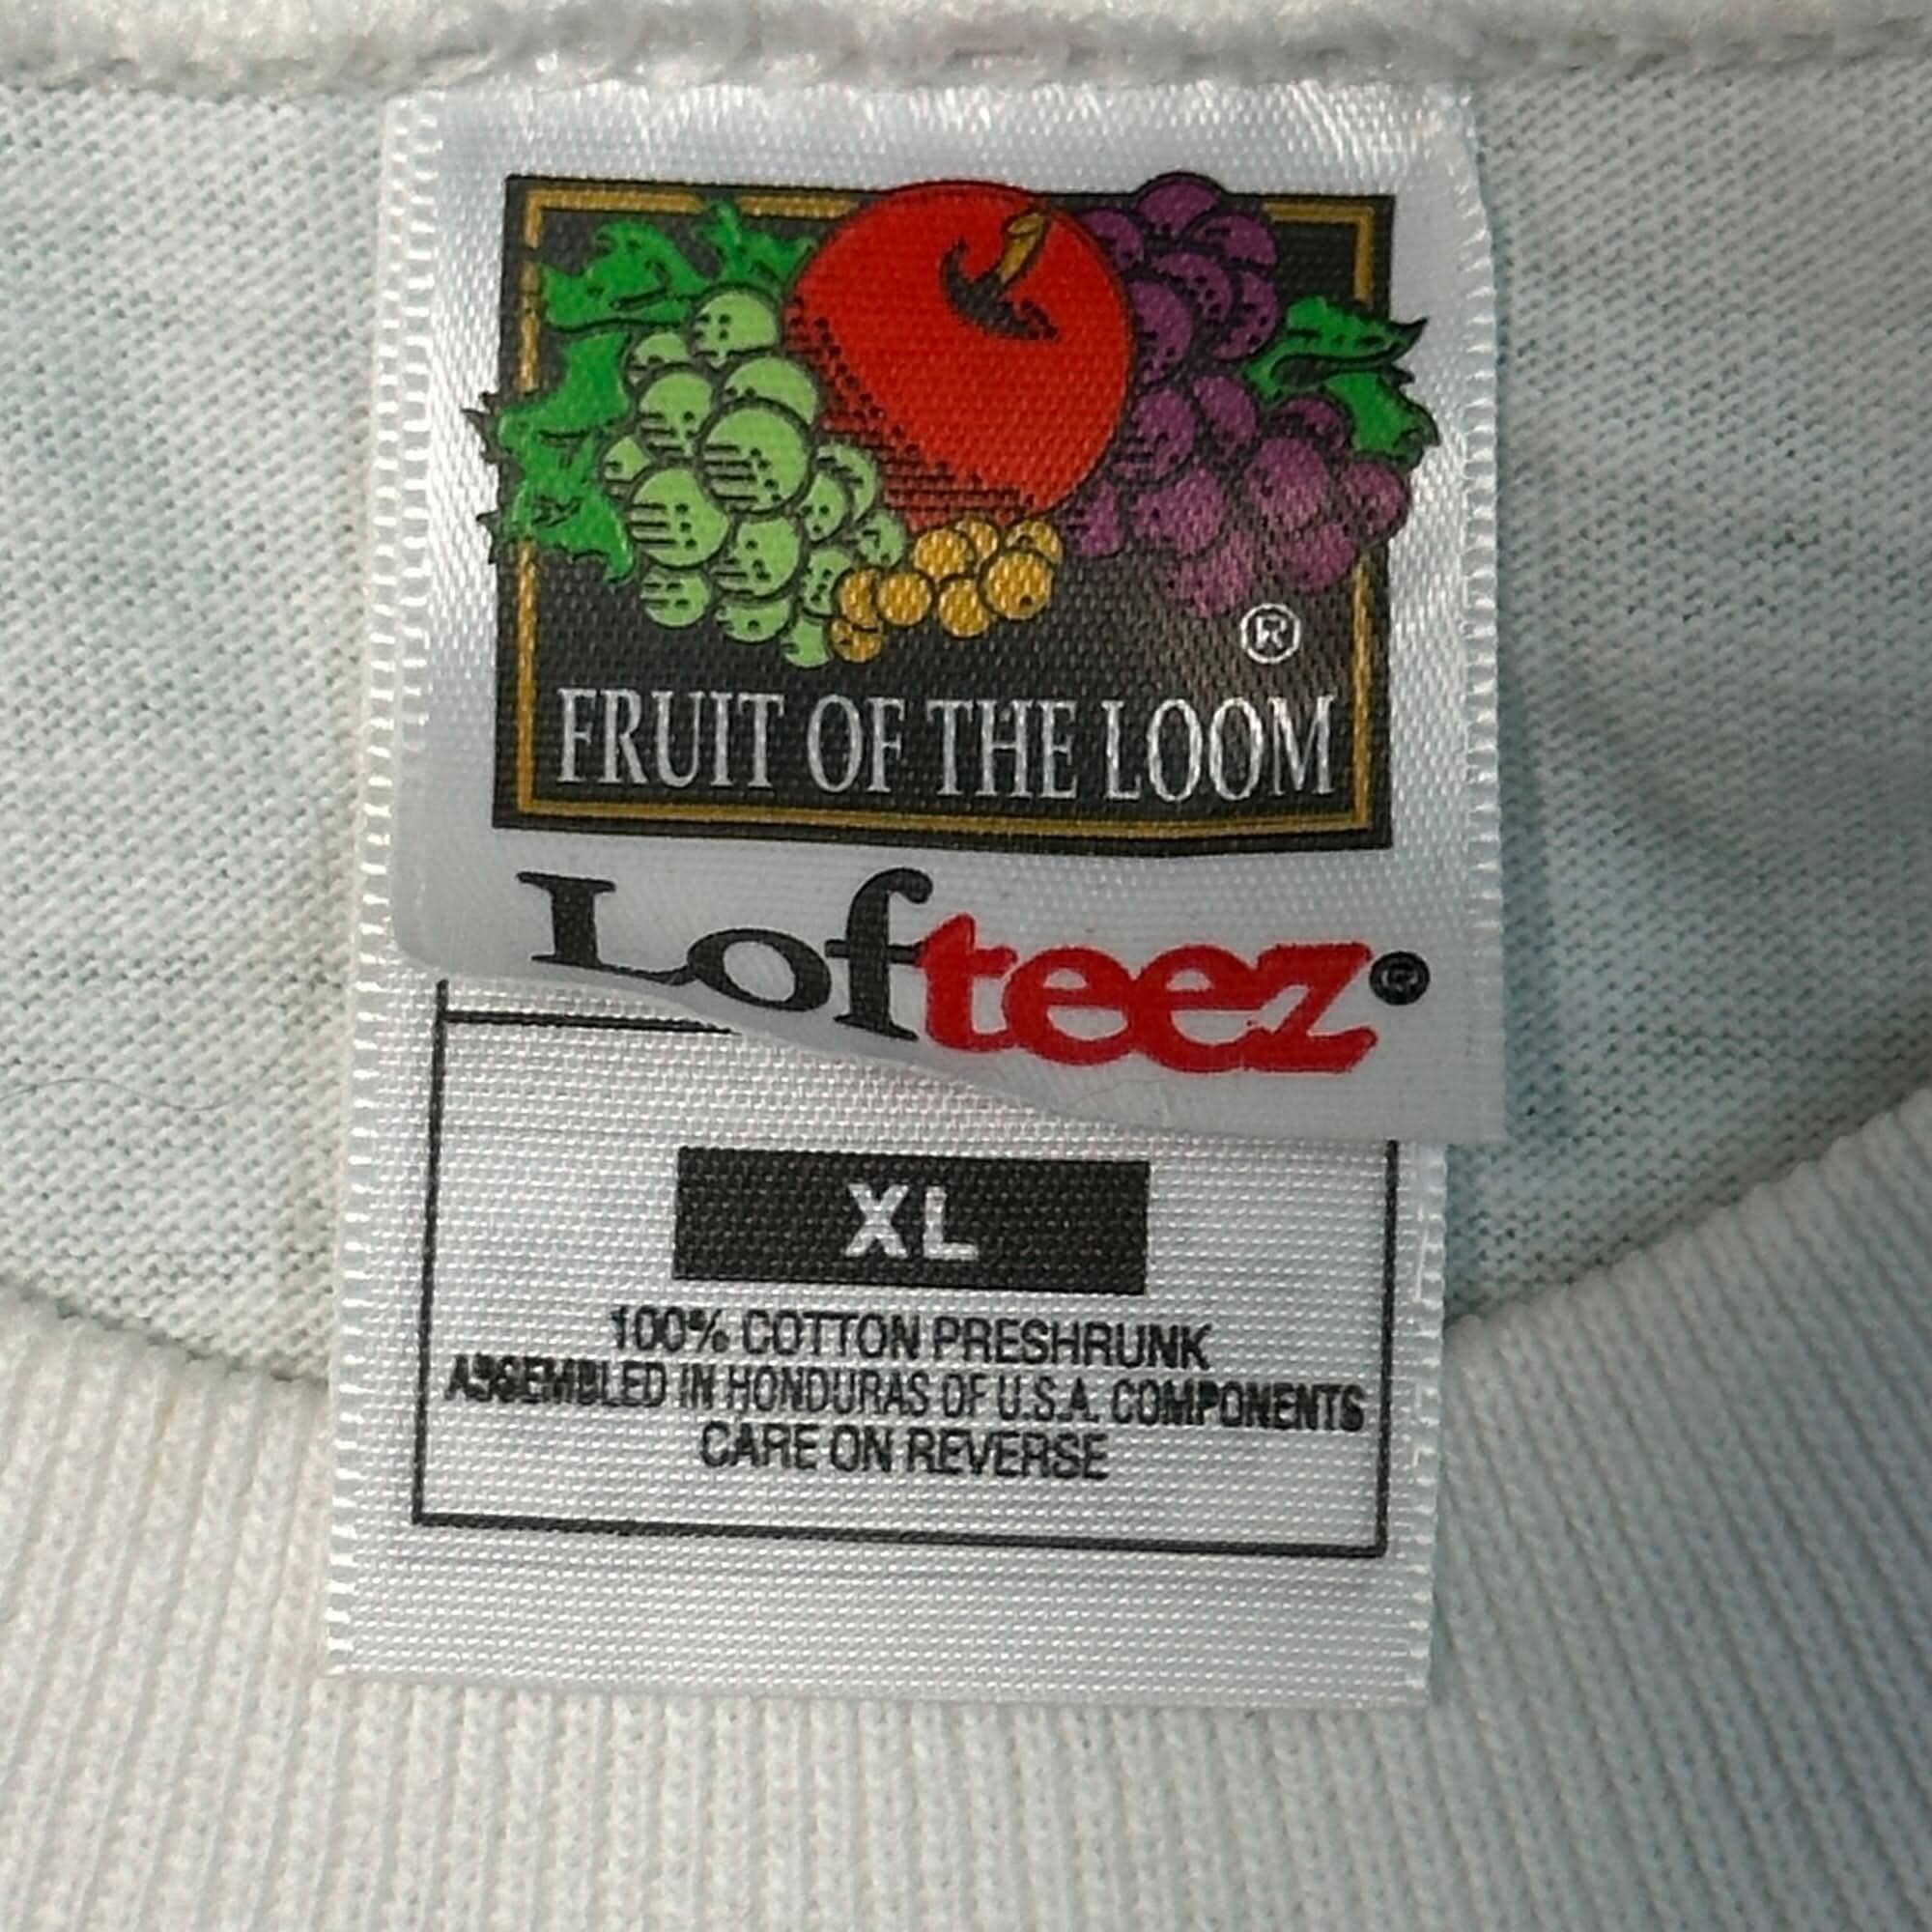 ®
FRUIT OF THE LOOM
Lofteez®
XL
100% COTTON PRESHRUNK
ASSEMBLED IN HONDURAS OF U.S.A. COMPONENTS
CARE ON REVERSE